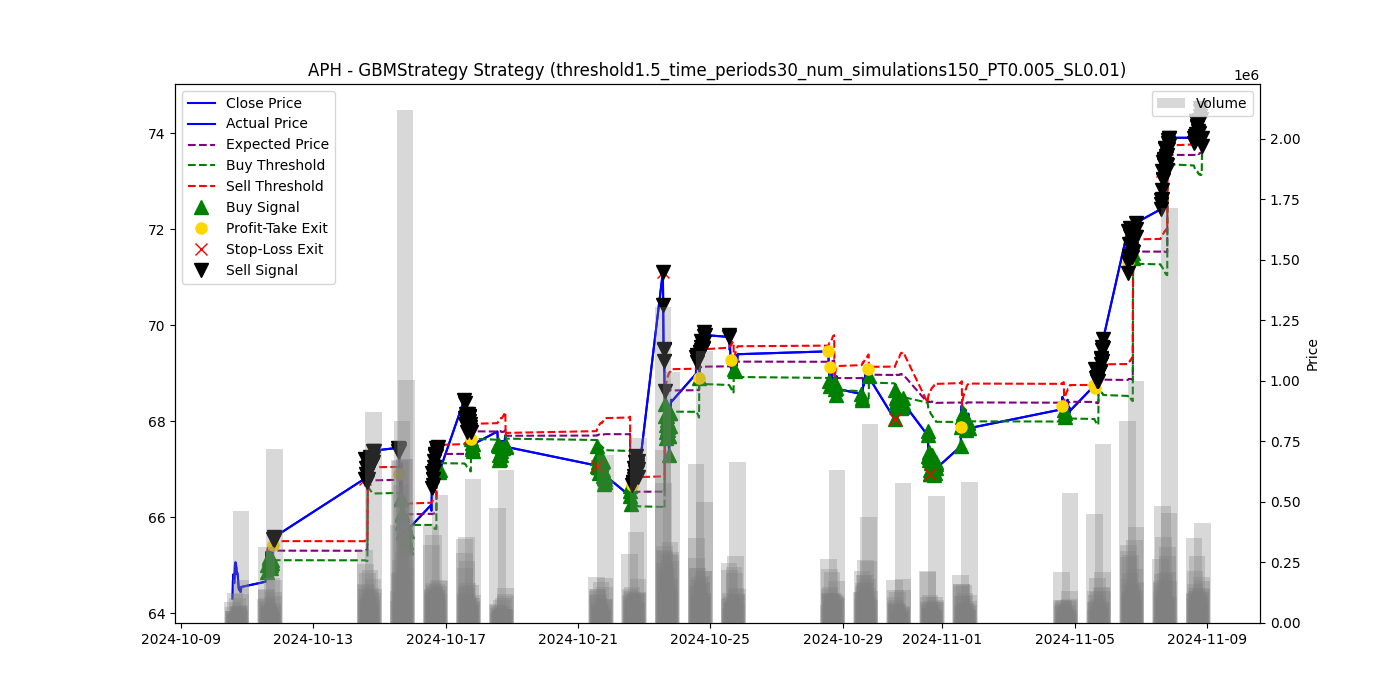 APH - GBMStrategy Strategy (threshold1.5_time_periods30_num_simulations150_PT0.005_SL0.01)
1e6
Close Price
Actual Price
Expected Price
Buy Threshold
Sell Threshold
Buy Signal
Profit-Take Exit
Stop-Loss Exit
Sell Signal
Volume
74
72
70
68
66
64
2.00
1.75
1.50
1.25
1.00
0.75
0.50
0.25
0.00
Price
2024-10-09
2024-10-13
2024-10-17
2024-10-21
2024-10-25
2024-10-29
2024-11-01
2024-11-05
2024-11-09